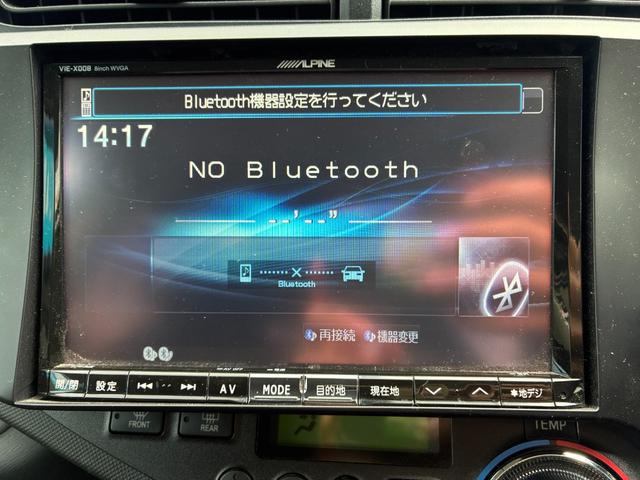 VIE-X008 8inch WVGA
ALPINE
Bluetooth機器設定を行ってください
14:17
NO Bluetooth
--'--"
Bluetooth
再接続 機器変更
開/閉 設定 AV MODE 目的地 現在地 ✱地デジ
FRONT REAR TEMP